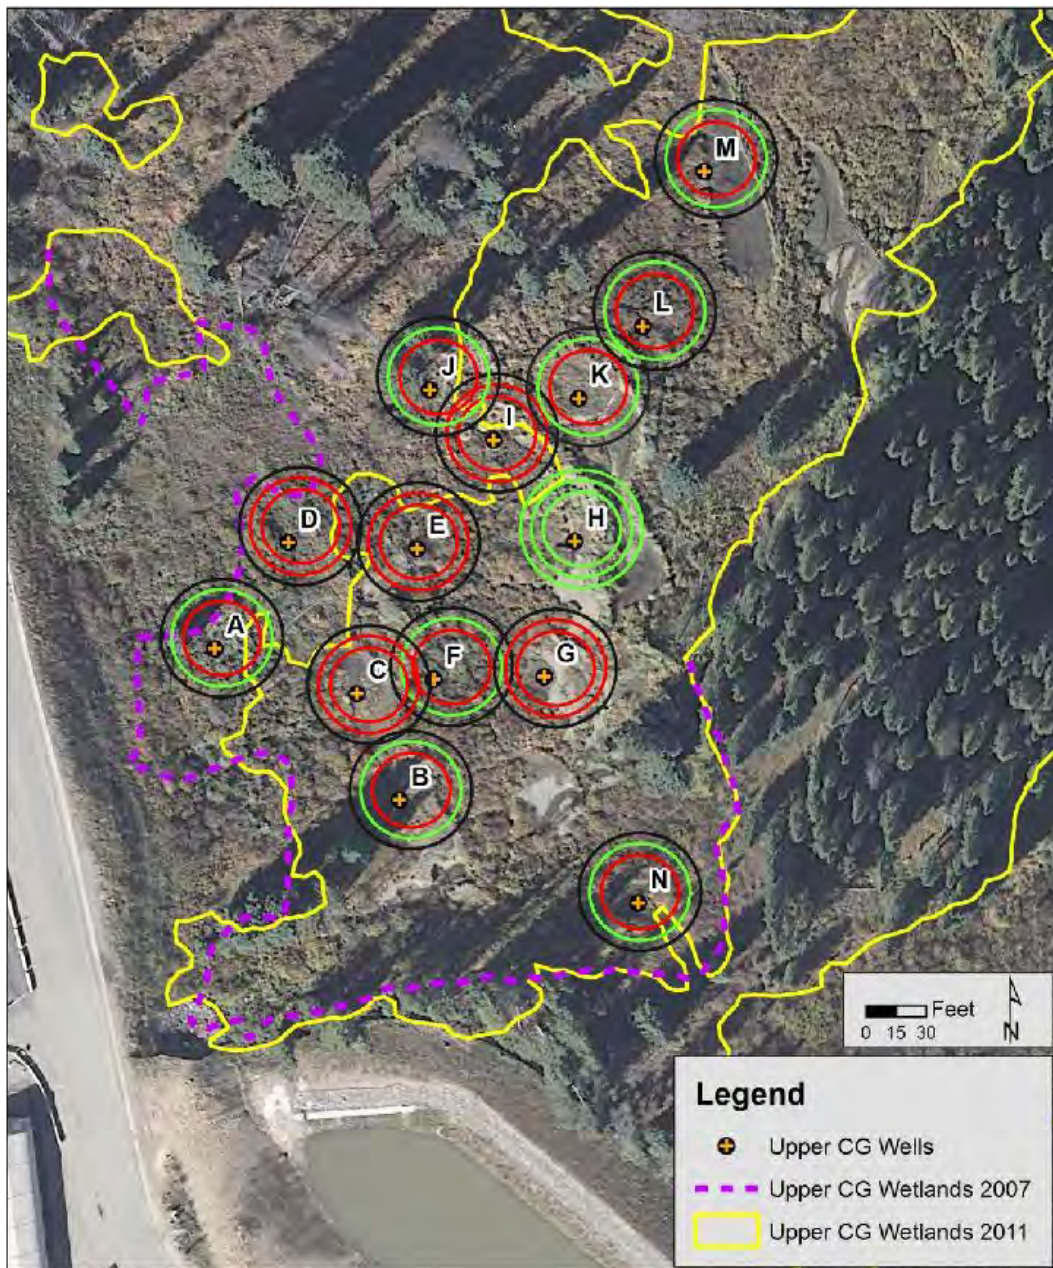 M
L
J
K
I
D
E
H
A
C
F
G
B
N
Feet
0 15 30
N
Legend
Upper CG Wells
Upper CG Wetlands 2007
Upper CG Wetlands 2011